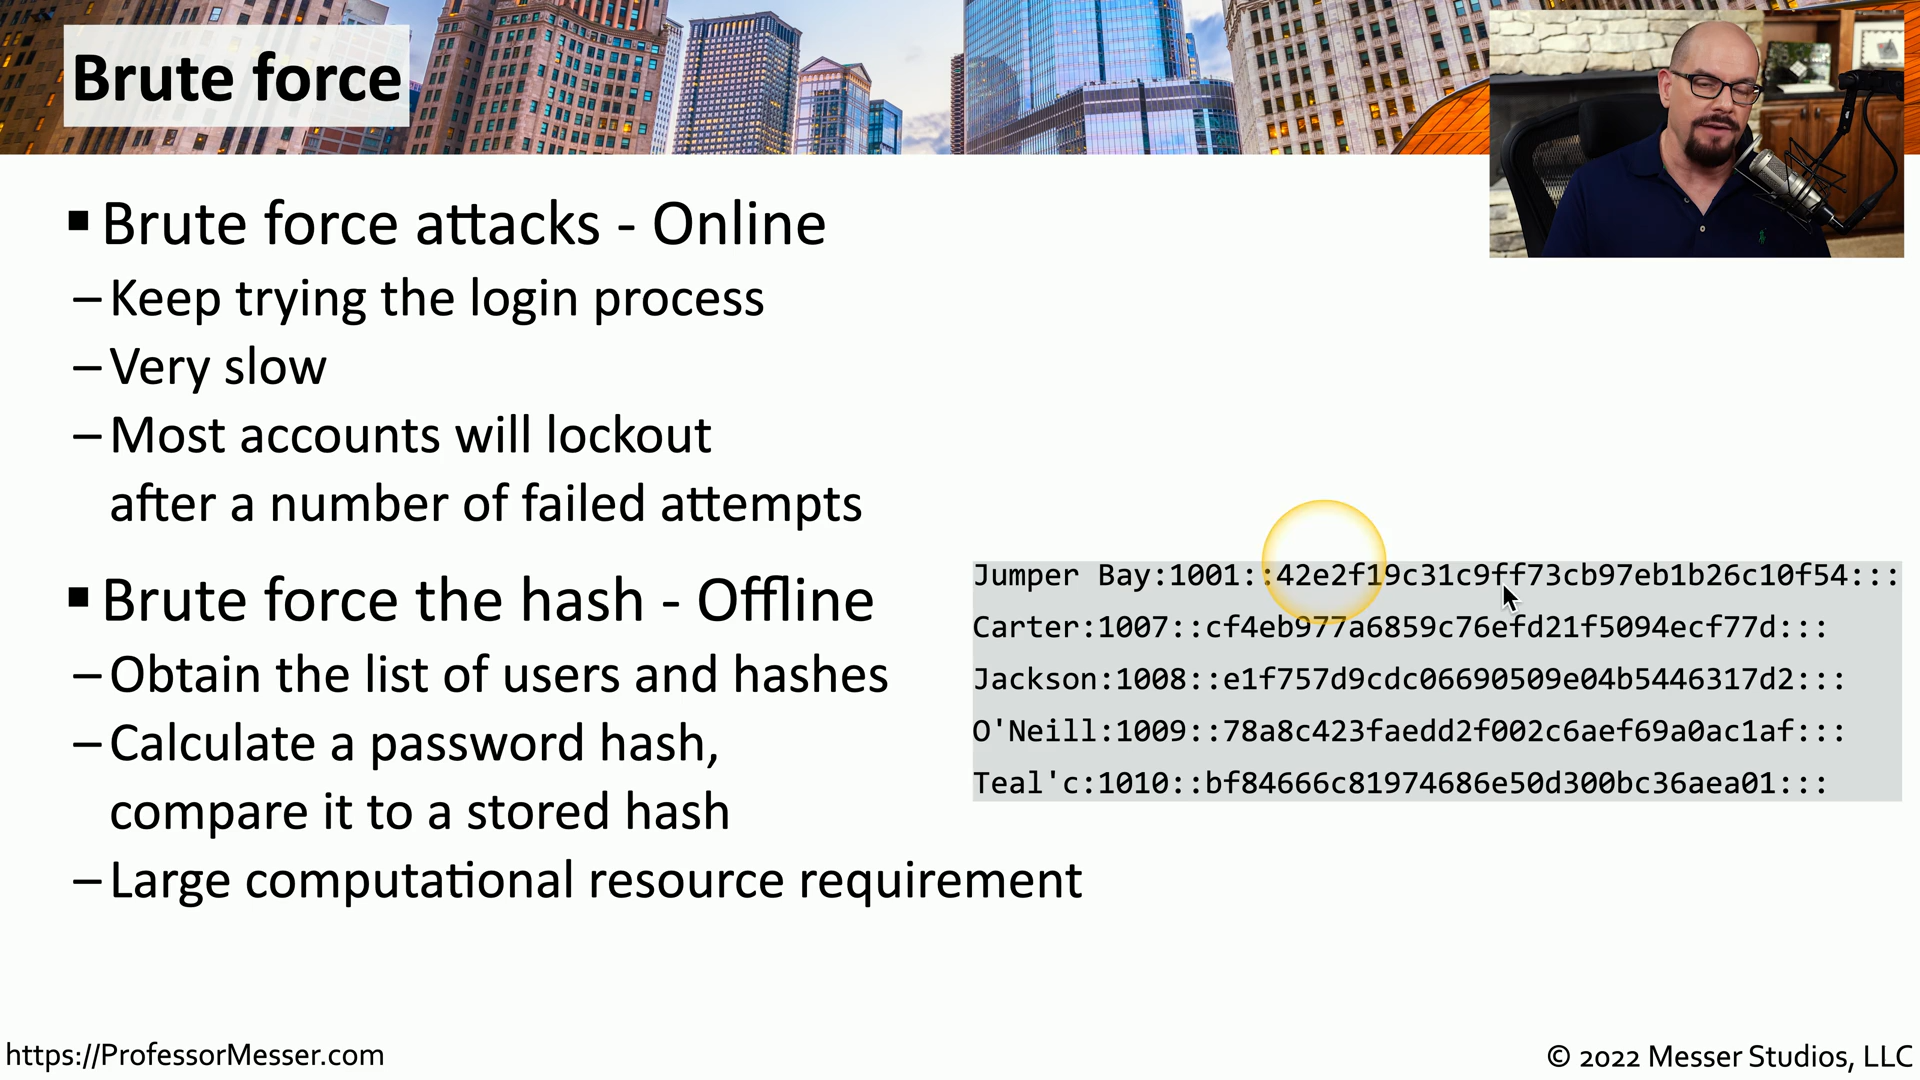 Brute force
▪ Brute force attacks - Online
– Keep trying the login process
– Very slow
– Most accounts will lockout
after a number of failed attempts
▪ Brute force the hash - Offline
– Obtain the list of users and hashes
– Calculate a password hash,
compare it to a stored hash
– Large computational resource requirement
Jumper Bay:1001::42e2f19c31c9ff73cb97eb1b26c10f54:::
Carter:1007::cf4eb977a6859c76efd21f5094ecf77d:::
Jackson:1008::e1f757d9cdc06690509e04b5446317d2:::
O'Neill:1009::78a8c423faedd2f002c6aef69a0ac1af:::
Teal'c:1010::bf84666c81974686e50d300bc36aea01:::
https://ProfessorMesser.com
© 2022 Messer Studios, LLC